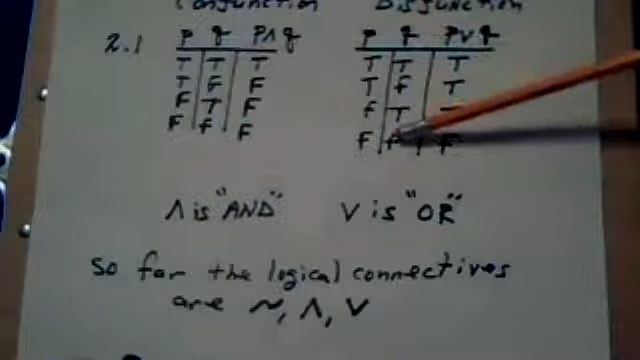 Conjunction Disjunction
2.1 p q p∧q p q p∨q
T T T T T T
T F F T f T
F T F f T
F f F F f F
∧ is "AND" ∨ is "OR"
So far the logical connectives
are ~, ∧, ∨